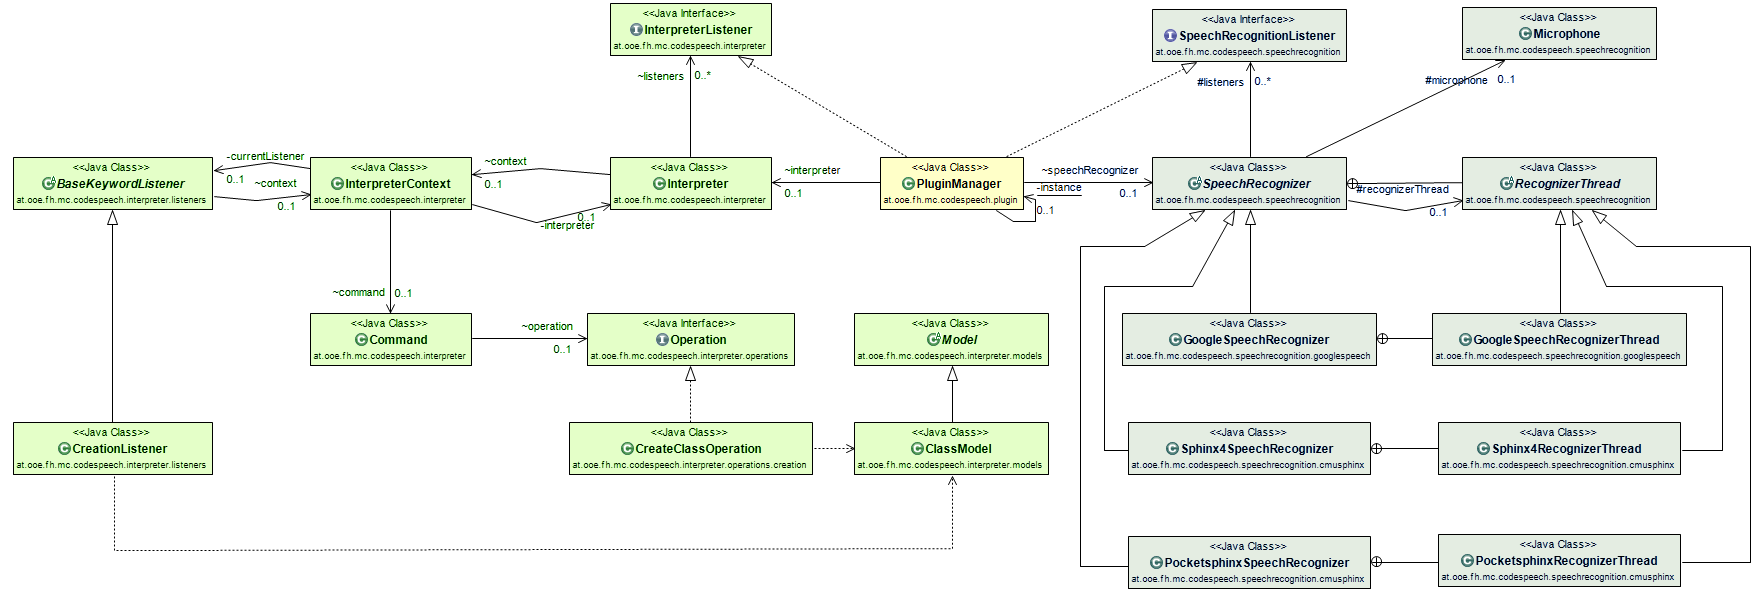 <<Java Interface>>
InterpreterListener
at.ooe.fh.mc.codespeech.interpreter
<<Java Interface>>
SpeechRecognitionListener
at.ooe.fh.mc.codespeech.speechrecognition
<<Java Class>>
Microphone
at.ooe.fh.mc.codespeech.speechrecognition
~listeners 0..*
#listeners 0..*
#microphone 0..1
<<Java Class>>
BaseKeywordListener
at.ooe.fh.mc.codespeech.interpreter.listeners
-currentListener
0..1
~context
0..1
<<Java Class>>
InterpreterContext
at.ooe.fh.mc.codespeech.interpreter
~context
0..1
0..1
-interpreter
<<Java Class>>
Interpreter
at.ooe.fh.mc.codespeech.interpreter
~interpreter
0..1
<<Java Class>>
PluginManager
at.ooe.fh.mc.codespeech.plugin
~speechRecognizer
-instance
0..1
0..1
<<Java Class>>
SpeechRecognizer
at.ooe.fh.mc.codespeech.speechrecognition
#recognizerThread
0..1
<<Java Class>>
RecognizerThread
at.ooe.fh.mc.codespeech.speechrecognition
~command 0..1
<<Java Class>>
Command
at.ooe.fh.mc.codespeech.interpreter
~operation
0..1
<<Java Interface>>
Operation
at.ooe.fh.mc.codespeech.interpreter.operations
<<Java Class>>
Model
at.ooe.fh.mc.codespeech.interpreter.models
<<Java Class>>
GoogleSpeechRecognizer
at.ooe.fh.mc.codespeech.speechrecognition.googlespeech
<<Java Class>>
GoogleSpeechRecognizerThread
at.ooe.fh.mc.codespeech.speechrecognition.googlespeech
<<Java Class>>
CreationListener
at.ooe.fh.mc.codespeech.interpreter.listeners
<<Java Class>>
CreateClassOperation
at.ooe.fh.mc.codespeech.interpreter.operations.creation
<<Java Class>>
ClassModel
at.ooe.fh.mc.codespeech.interpreter.models
<<Java Class>>
Sphinx4SpeechRecognizer
at.ooe.fh.mc.codespeech.speechrecognition.cmusphinx
<<Java Class>>
Sphinx4RecognizerThread
at.ooe.fh.mc.codespeech.speechrecognition.cmusphinx
<<Java Class>>
PocketsphinxSpeechRecognizer
at.ooe.fh.mc.codespeech.speechrecognition.cmusphinx
<<Java Class>>
PocketsphinxRecognizerThread
at.ooe.fh.mc.codespeech.speechrecognition.cmusphinx